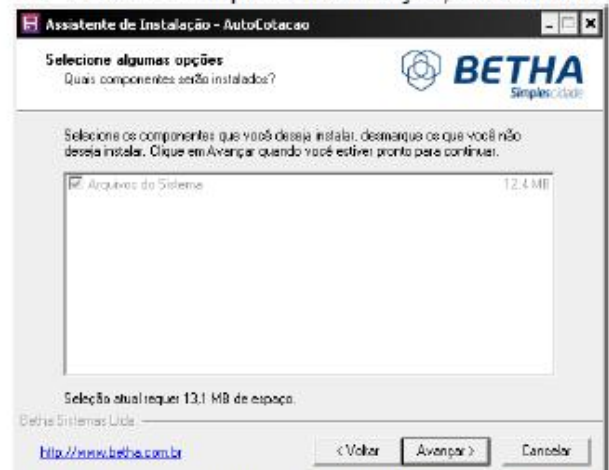 Assistente de Instalação - AutoCotacao
Selecione algumas opções
Quais componentes serão instalados?
BETHA
Simplescidade
Selecione os componentes que você deseja instalar, desmarque os que você não
deseja instalar. Clique em Avançar quando você estiver pronto para continuar.
Arquivos do Sistema 12,4 MB
Seleção atual requer 13,1 MB de espaço.
Betha Sistemas Ltda.
http://www.betha.com.br
< Voltar Avançar > Cancelar